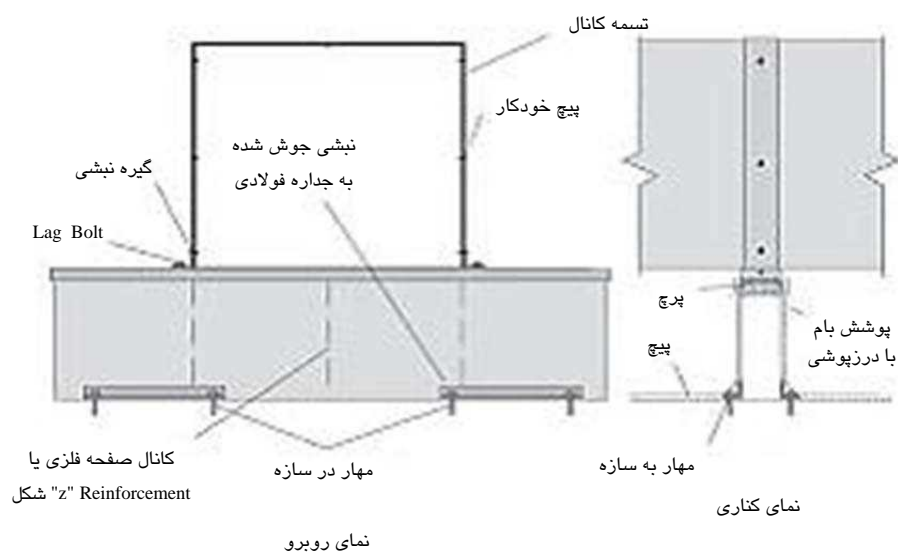 تسمه کانال
پیچ خودکار
نبشی جوش شده
به جداره فولادی
گیره نبشی
Lag Bolt
پرچ
پوشش بام
با درزپوشی
پیچ
کانال صفحه فلزی یا
شکل "z" Reinforcement
مهار در سازه
مهار به سازه
نمای کناری
نمای روبرو